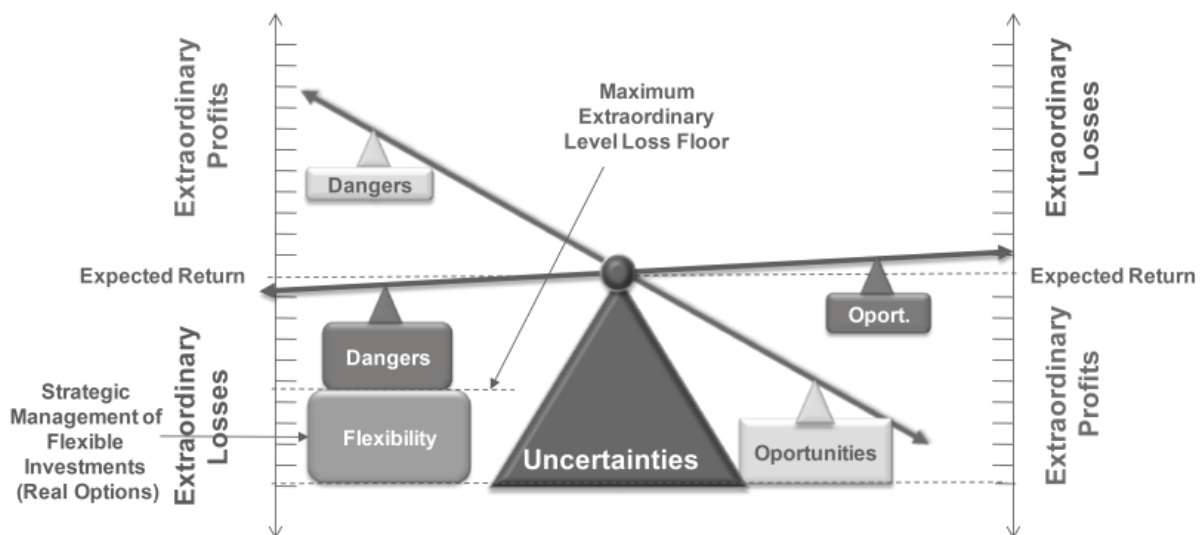 Extraordinary
Profits
Maximum
Extraordinary
Level Loss Floor
Extraordinary
Losses
Dangers
Expected Return
Expected Return
Oport.
Dangers
Strategic
Management of
Flexible
Investments
(Real Options)
Extraordinary
Losses
Flexibility
Uncertainties
Oportunities
Extraordinary
Profits